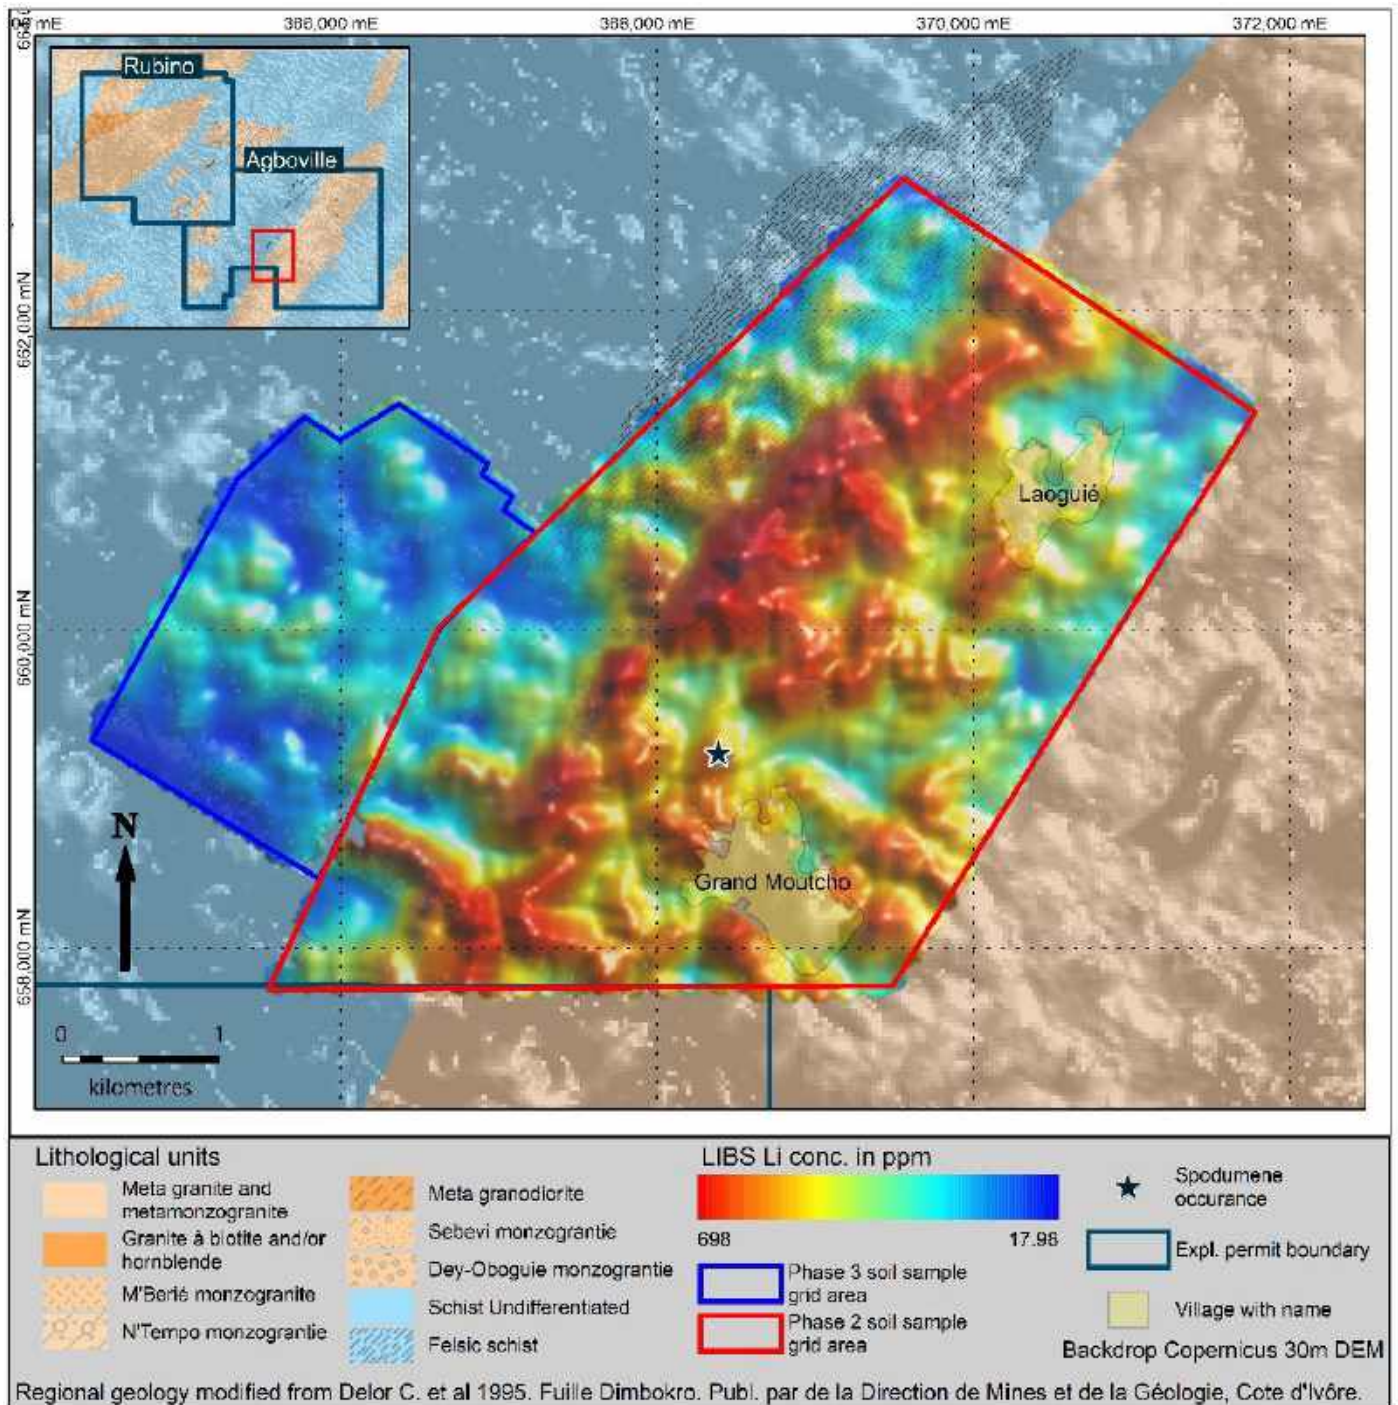 366,000 mE
368,000 mE
370,000 mE
372,000 mE
Rubino
Agboville
662,000 mN
660,000 mN
658,000 mN
Laoguié
Grand Moutcho
N
0 1
kilometres
Lithological units
Meta granite and
metamonzogranite
Granite à biotite and/or
hornblende
M'Berié monzogranite
N'Tempo monzograntie
Meta granodiorite
Sebevi monzograntie
Dey-Oboguie monzograntie
Schist Undifferentiated
Felsic schist
LIBS Li conc. in ppm
698 17.98
Phase 3 soil sample
grid area
Phase 2 soil sample
grid area
Spodumene
occurance
Expl. permit boundary
Village with name
Backdrop Copernicus 30m DEM
Regional geology modified from Delor C. et al 1995. Fuille Dimbokro. Publ. par de la Direction de Mines et de la Géologie, Cote d'Ivôre.